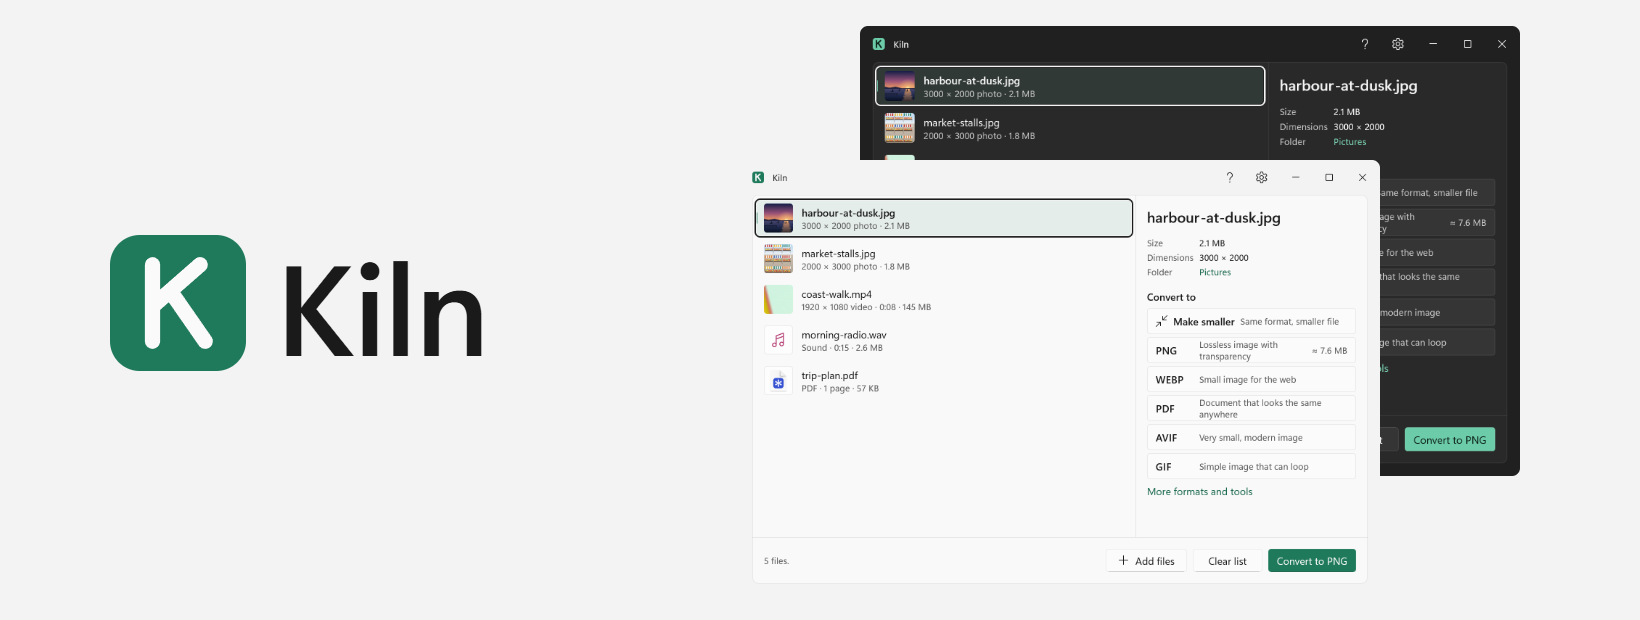 K Kiln
K Kiln
harbour-at-dusk.jpg
3000 × 2000 photo · 2.1 MB
market-stalls.jpg
2000 × 3000 photo · 1.8 MB
harbour-at-dusk.jpg
Size 2.1 MB
Dimensions 3000 × 2000
Folder Pictures
same format, smaller file
age with
cy
≈ 7.6 MB
e for the web
that looks the same
modern image
ge that can loop
ls
t
Convert to PNG
K Kiln
harbour-at-dusk.jpg
3000 × 2000 photo · 2.1 MB
market-stalls.jpg
2000 × 3000 photo · 1.8 MB
coast-walk.mp4
1920 × 1080 video · 0:08 · 145 MB
morning-radio.wav
Sound · 0:15 · 2.6 MB
trip-plan.pdf
PDF · 1 page · 57 KB
harbour-at-dusk.jpg
Size 2.1 MB
Dimensions 3000 × 2000
Folder Pictures
Convert to
Make smaller Same format, smaller file
PNG Lossless image with
transparency
≈ 7.6 MB
WEBP Small image for the web
PDF Document that looks the same
anywhere
AVIF Very small, modern image
GIF Simple image that can loop
More formats and tools
5 files.
Add files
Clear list
Convert to PNG